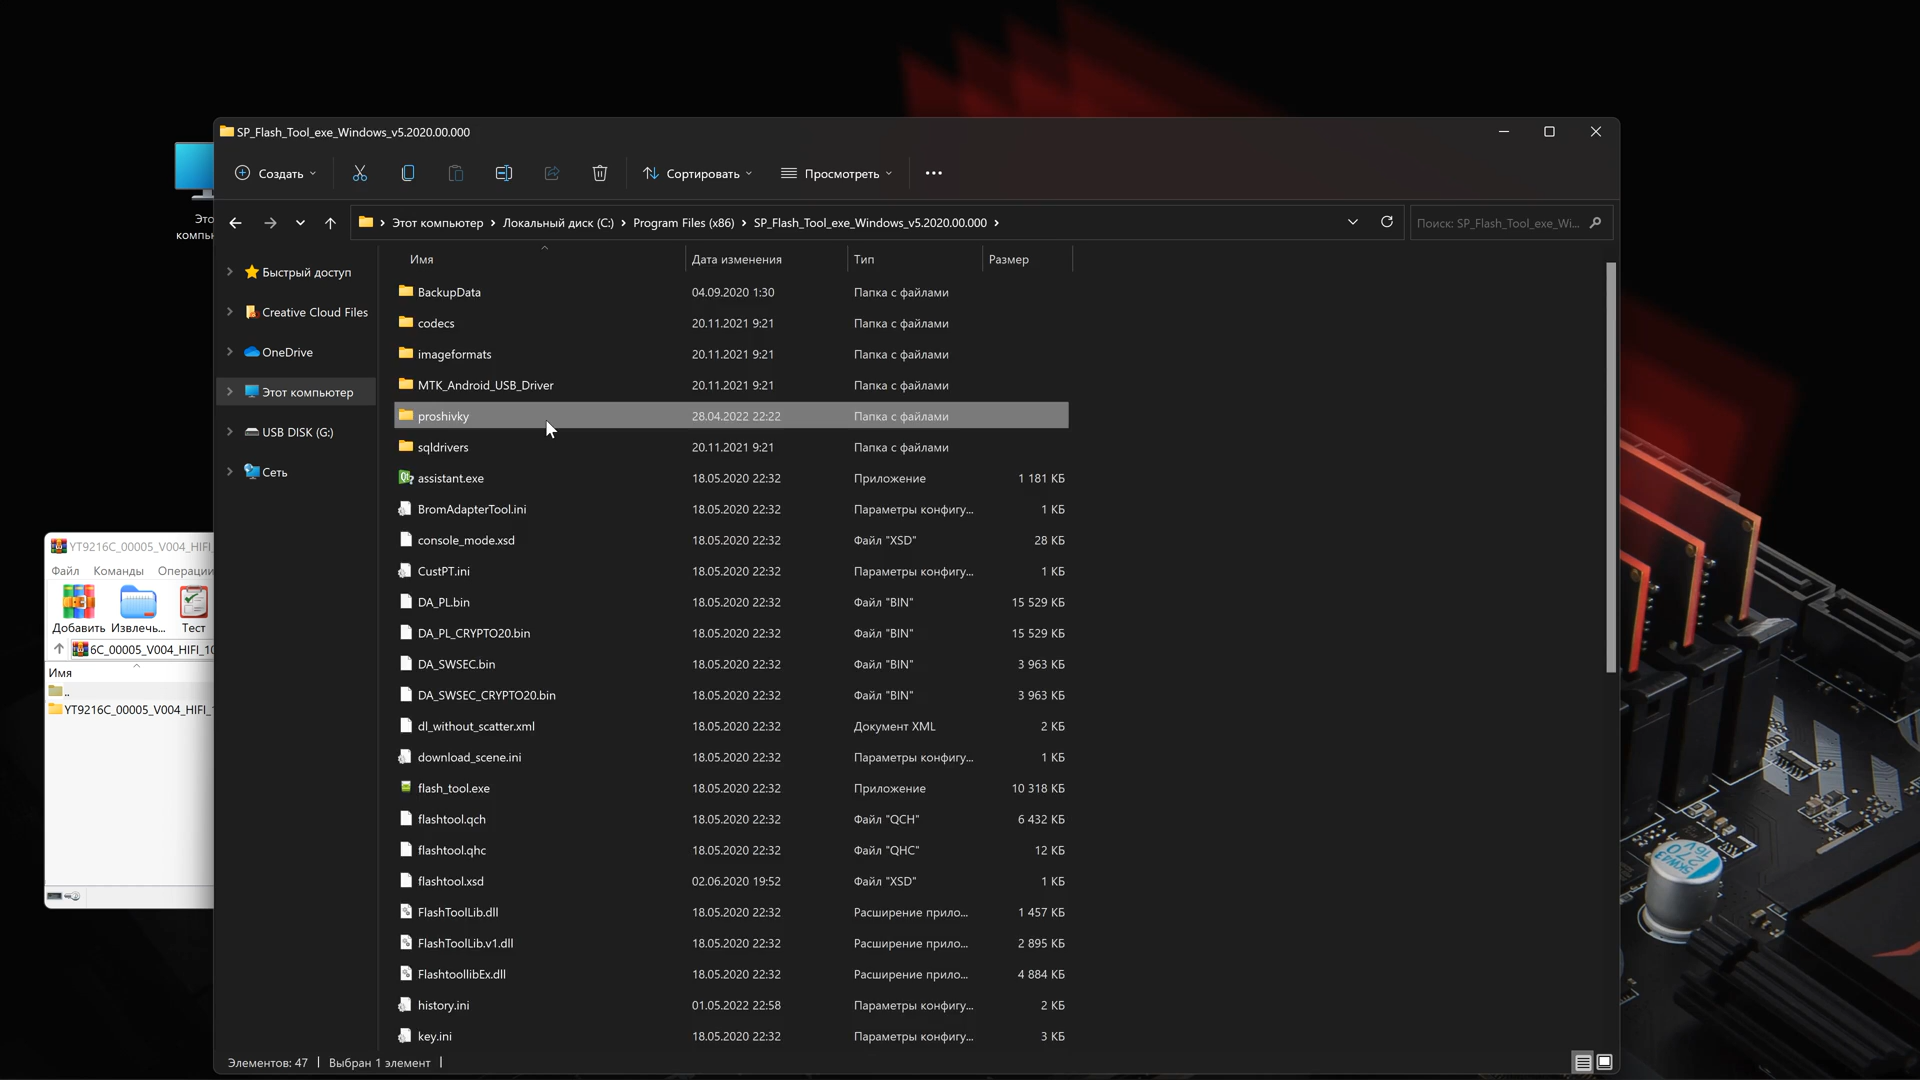 SP_Flash_Tool_exe_Windows_v5.2020.00.000
Создать
Сортировать
Просмотреть
Этот компьютер > Локальный диск (C:) > Program Files (x86) > SP_Flash_Tool_exe_Windows_v5.2020.00.000 >
Поиск: SP_Flash_Tool_exe_Wi...
Это
компь
Быстрый доступ
Creative Cloud Files
OneDrive
Этот компьютер
USB DISK (G:)
Сеть
Имя Дата изменения Тип Размер
BackupData 04.09.2020 1:30 Папка с файлами
codecs 20.11.2021 9:21 Папка с файлами
imageformats 20.11.2021 9:21 Папка с файлами
MTK_Android_USB_Driver 20.11.2021 9:21 Папка с файлами
proshivky 28.04.2022 22:22 Папка с файлами
sqldrivers 20.11.2021 9:21 Папка с файлами
assistant.exe 18.05.2020 22:32 Приложение 1 181 КБ
BromAdapterTool.ini 18.05.2020 22:32 Параметры конфигу... 1 КБ
console_mode.xsd 18.05.2020 22:32 Файл "XSD" 28 КБ
CustPT.ini 18.05.2020 22:32 Параметры конфигу... 1 КБ
DA_PL.bin 18.05.2020 22:32 Файл "BIN" 15 529 КБ
DA_PL_CRYPTO20.bin 18.05.2020 22:32 Файл "BIN" 15 529 КБ
DA_SWSEC.bin 18.05.2020 22:32 Файл "BIN" 3 963 КБ
DA_SWSEC_CRYPTO20.bin 18.05.2020 22:32 Файл "BIN" 3 963 КБ
dl_without_scatter.xml 18.05.2020 22:32 Документ XML 2 КБ
download_scene.ini 18.05.2020 22:32 Параметры конфигу... 1 КБ
flash_tool.exe 18.05.2020 22:32 Приложение 10 318 КБ
flashtool.qch 18.05.2020 22:32 Файл "QCH" 6 432 КБ
flashtool.qhc 18.05.2020 22:32 Файл "QHC" 12 КБ
flashtool.xsd 02.06.2020 19:52 Файл "XSD" 1 КБ
FlashToolLib.dll 18.05.2020 22:32 Расширение прило... 1 457 КБ
FlashToolLib.v1.dll 18.05.2020 22:32 Расширение прило... 2 895 КБ
FlashtoollibEx.dll 18.05.2020 22:32 Расширение прило... 4 884 КБ
history.ini 01.05.2022 22:58 Параметры конфигу... 2 КБ
key.ini 18.05.2020 22:32 Параметры конфигу... 3 КБ
Элементов: 47 | Выбран 1 элемент |
YT9216C_00005_V004_HIFI_
Файл Команды Операции
Добавить Извлечь... Тест
6C_00005_V004_HIFI_10
Имя
..
YT9216C_00005_V004_HIFI_1
270
16V
5KW43